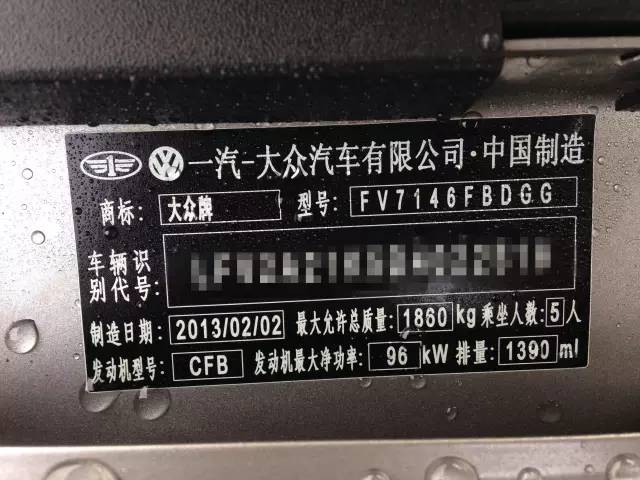 一汽-大众汽车有限公司·中国制造
商标: 大众牌 型号: FV7146FBDGG
车辆识
别代号:
制造日期: 2013/02/02 最大允许总质量: 1860 kg 乘坐人数: 5 人
发动机型号: CFB 发动机最大净功率: 96 kW 排量: 1390 ml